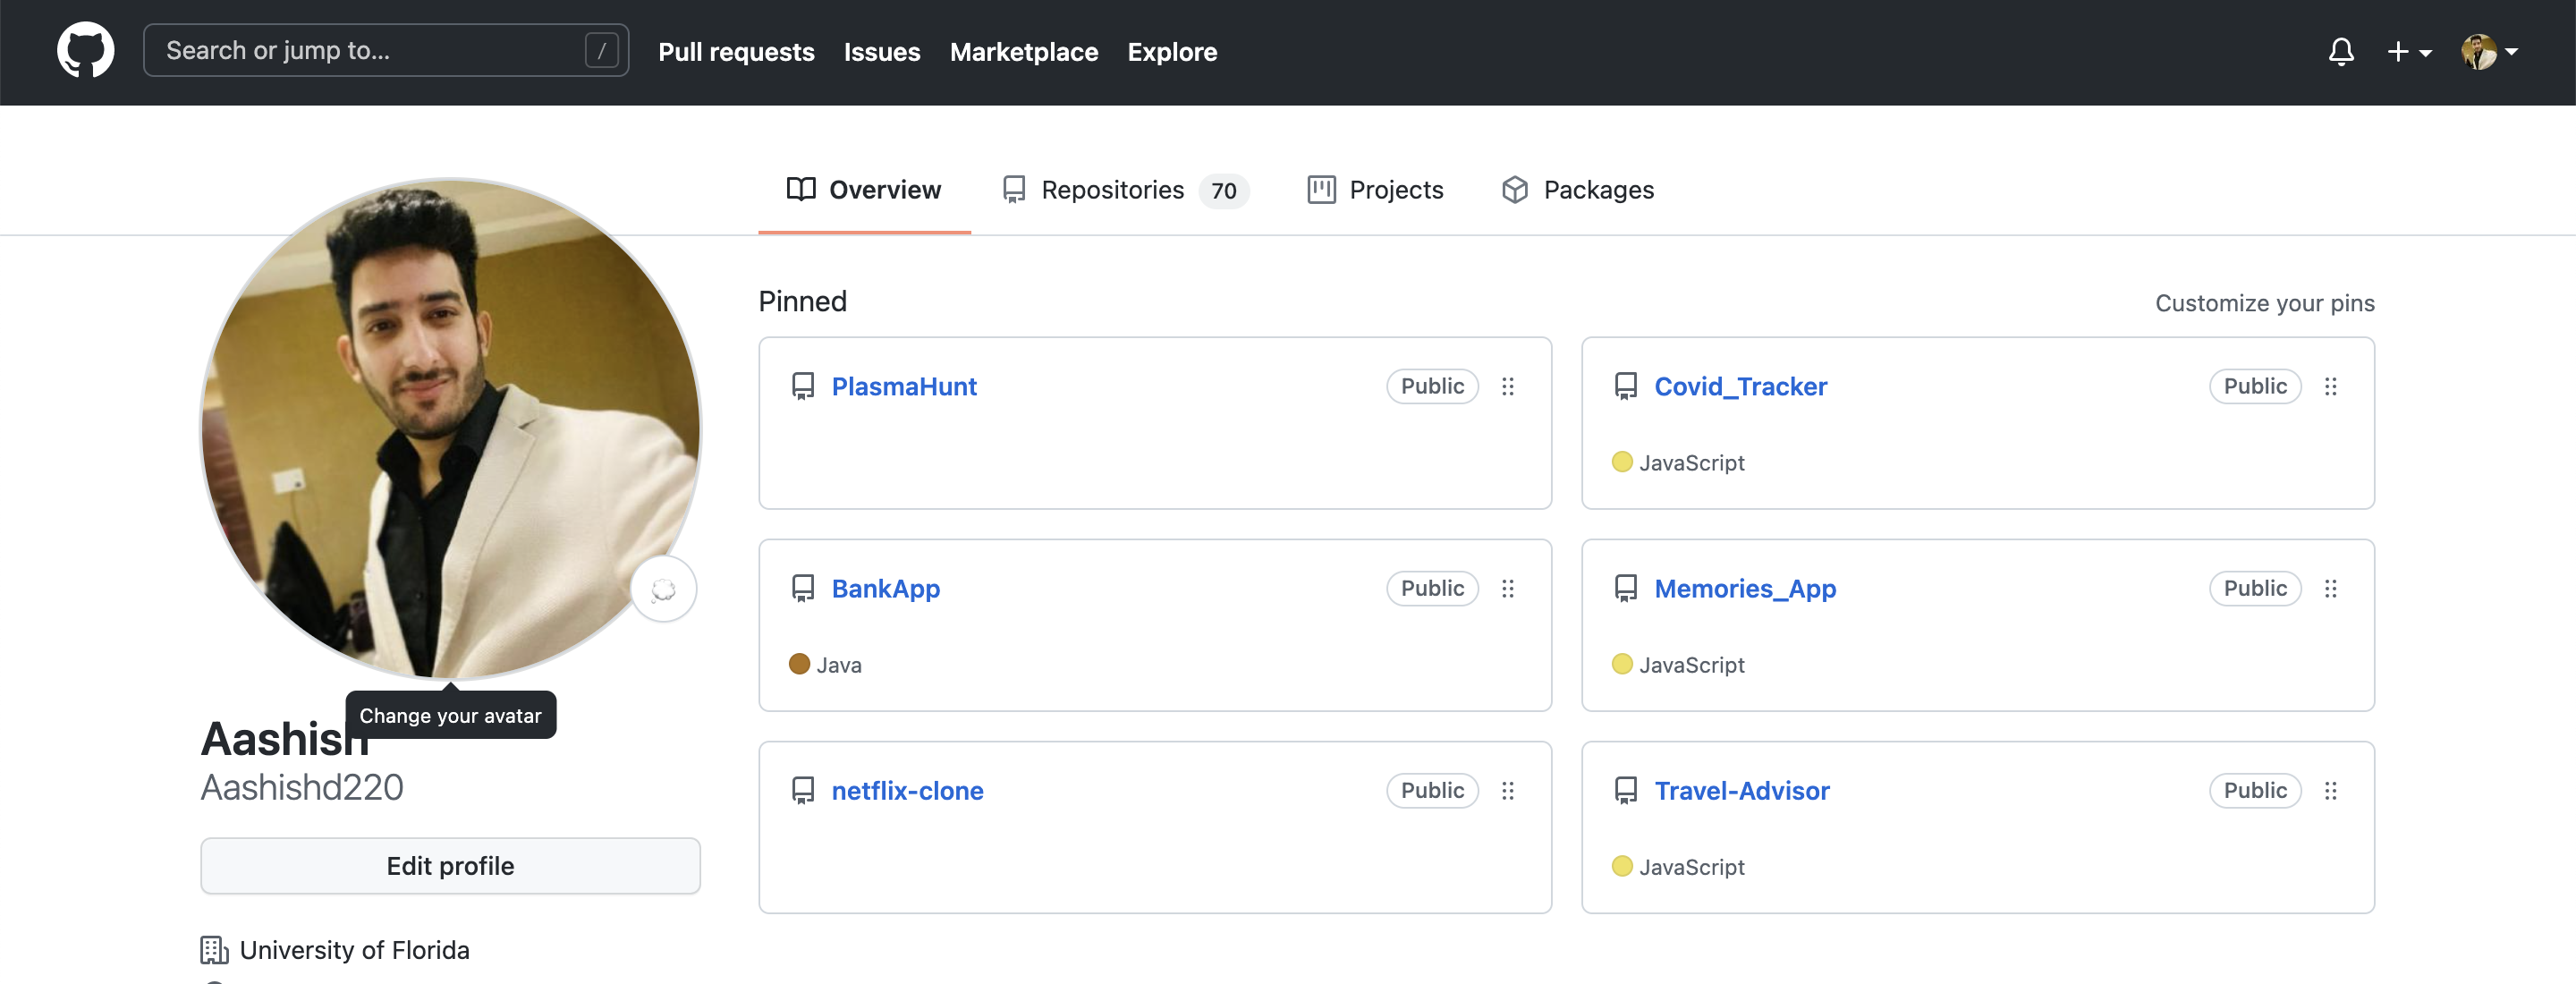 Search or jump to... / Pull requests Issues Marketplace Explore
Overview Repositories 70 Projects Packages
Pinned Customize your pins
PlasmaHunt Public
Covid_Tracker Public
JavaScript
BankApp Public
Java
Memories_App Public
JavaScript
netflix-clone Public
Travel-Advisor Public
JavaScript
Change your avatar
Aashish
Aashishd220
Edit profile
University of Florida